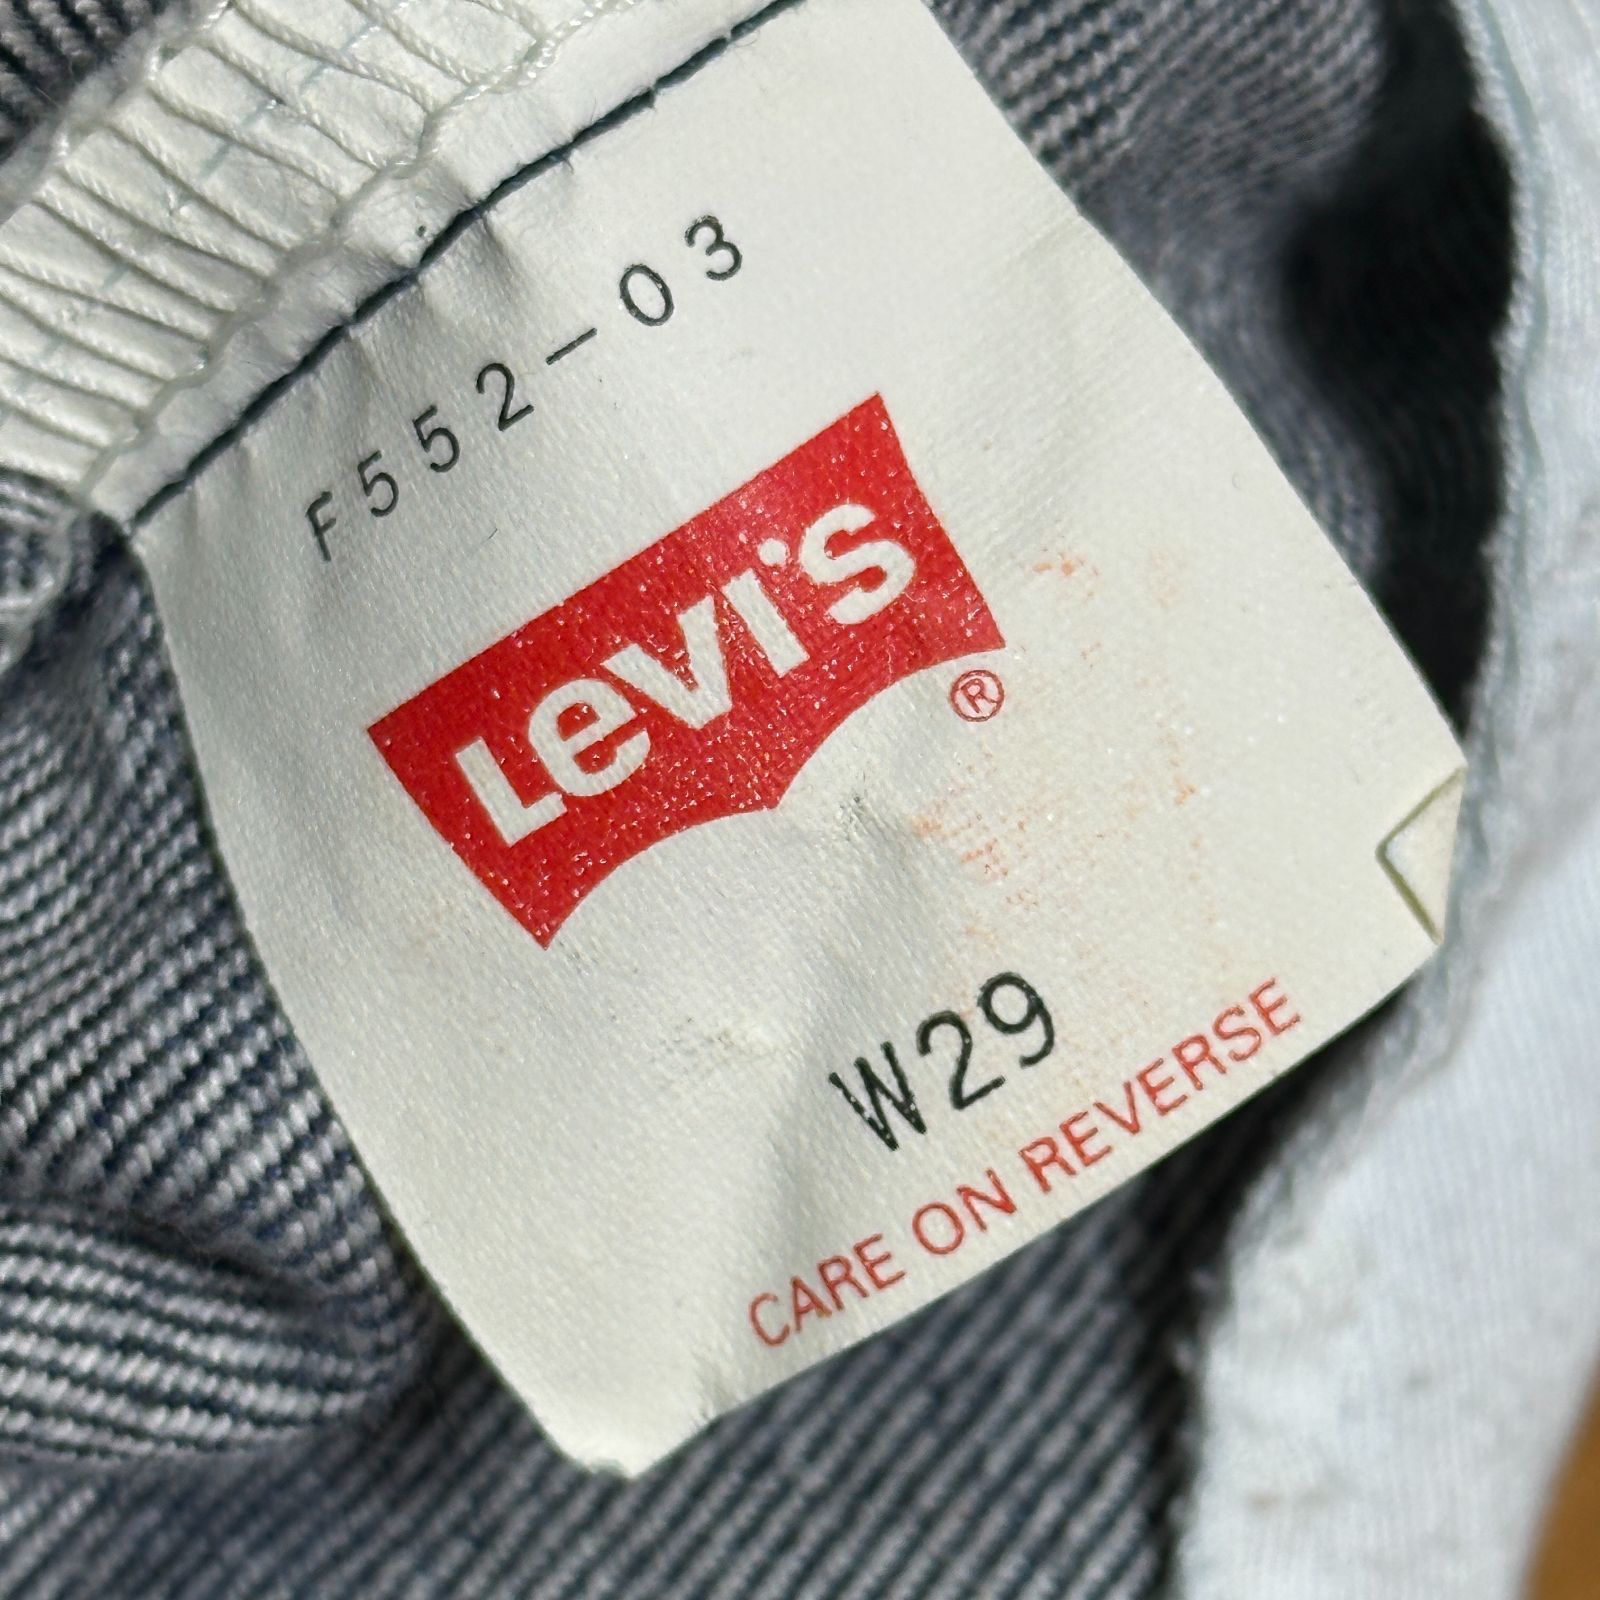 F552-03
Levi's®
W29
CARE ON REVERSE